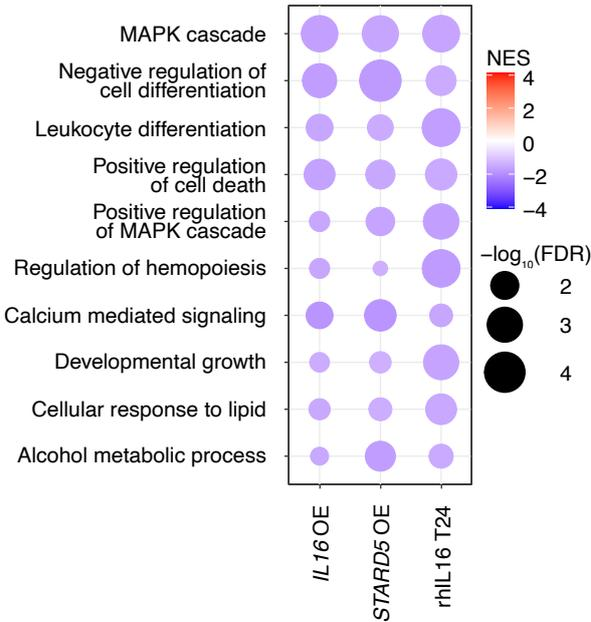 MAPK cascade
Negative regulation of
cell differentiation
Leukocyte differentiation
Positive regulation
of cell death
Positive regulation
of MAPK cascade
Regulation of hemopoiesis
Calcium mediated signaling
Developmental growth
Cellular response to lipid
Alcohol metabolic process
IL16 OE
STARD5 OE
rhIL16 T24
NES
4
2
0
−2
−4
−log₁₀(FDR)
2
3
4